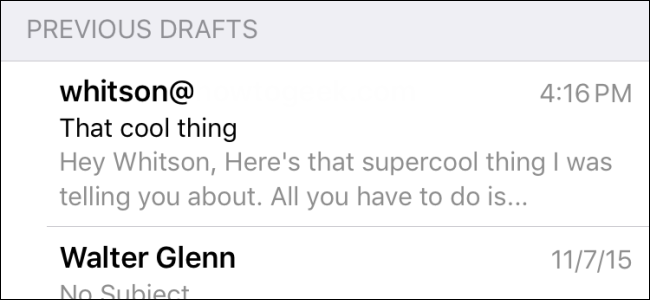 PREVIOUS DRAFTS
whitson@ 4:16 PM
That cool thing
Hey Whitson, Here's that supercool thing I was
telling you about. All you have to do is...
Walter Glenn 11/7/15
No Subject